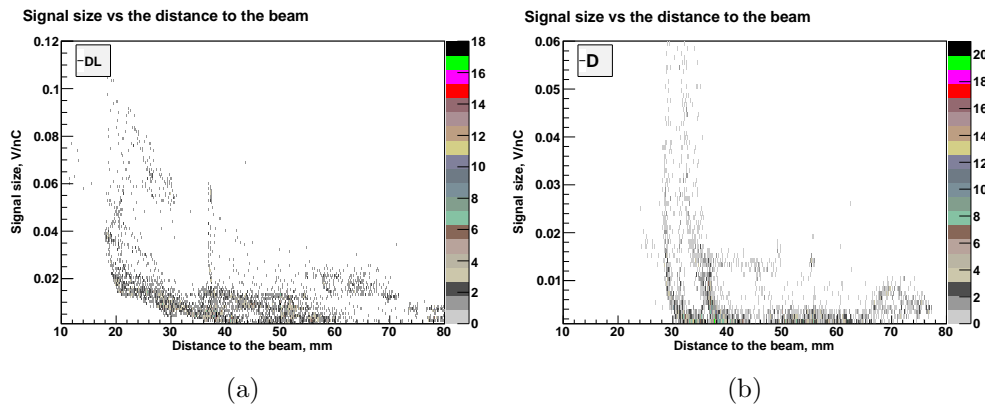 Signal size vs the distance to the beam
Signal size, V/nC
0.12
0.1
0.08
0.06
0.04
0.02
DL
18
16
14
12
10
8
6
4
2
0
10 20 30 40 50 60 70 80
Distance to the beam, mm
(a)
Signal size vs the distance to the beam
Signal size, V/nC
0.06
0.05
0.04
0.03
0.02
0.01
D
20
18
16
14
12
10
8
6
4
2
0
10 20 30 40 50 60 70 80
Distance to the beam, mm
(b)